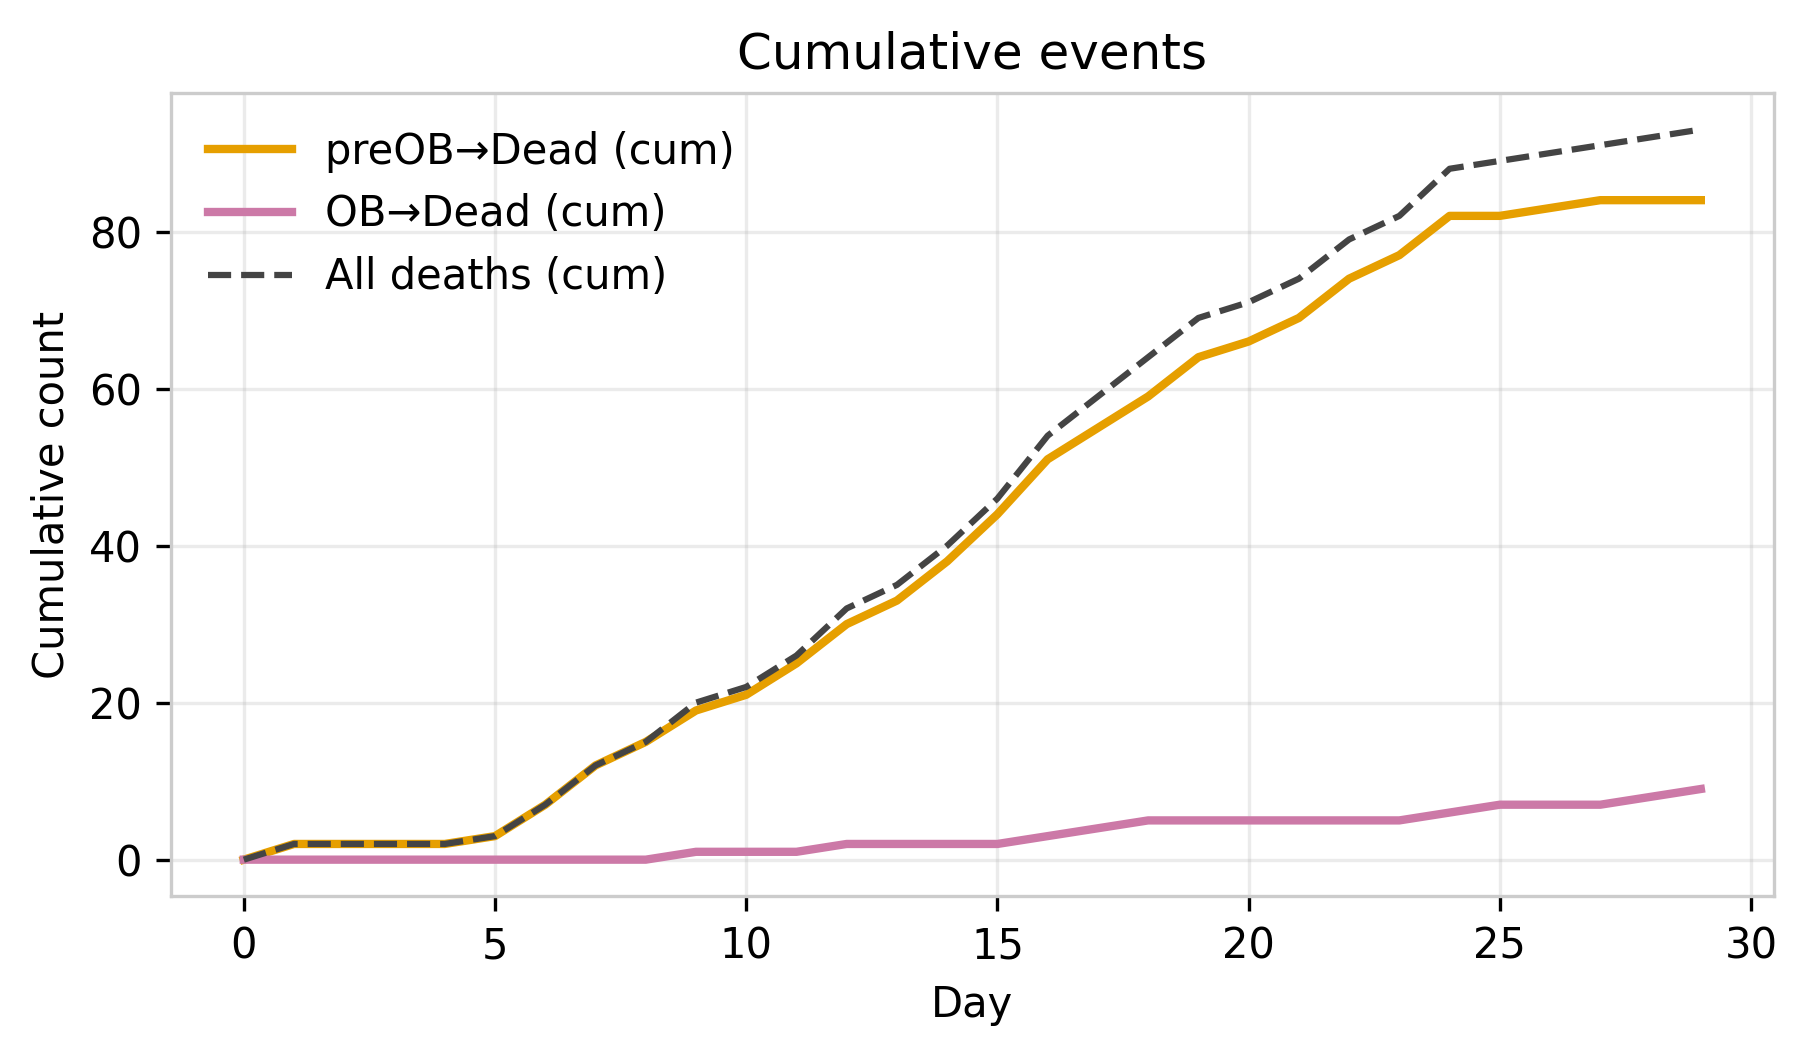 Cumulative events
preOB→Dead (cum)
OB→Dead (cum)
All deaths (cum)
Cumulative count
80
60
40
20
0
0 5 10 15 20 25 30
Day